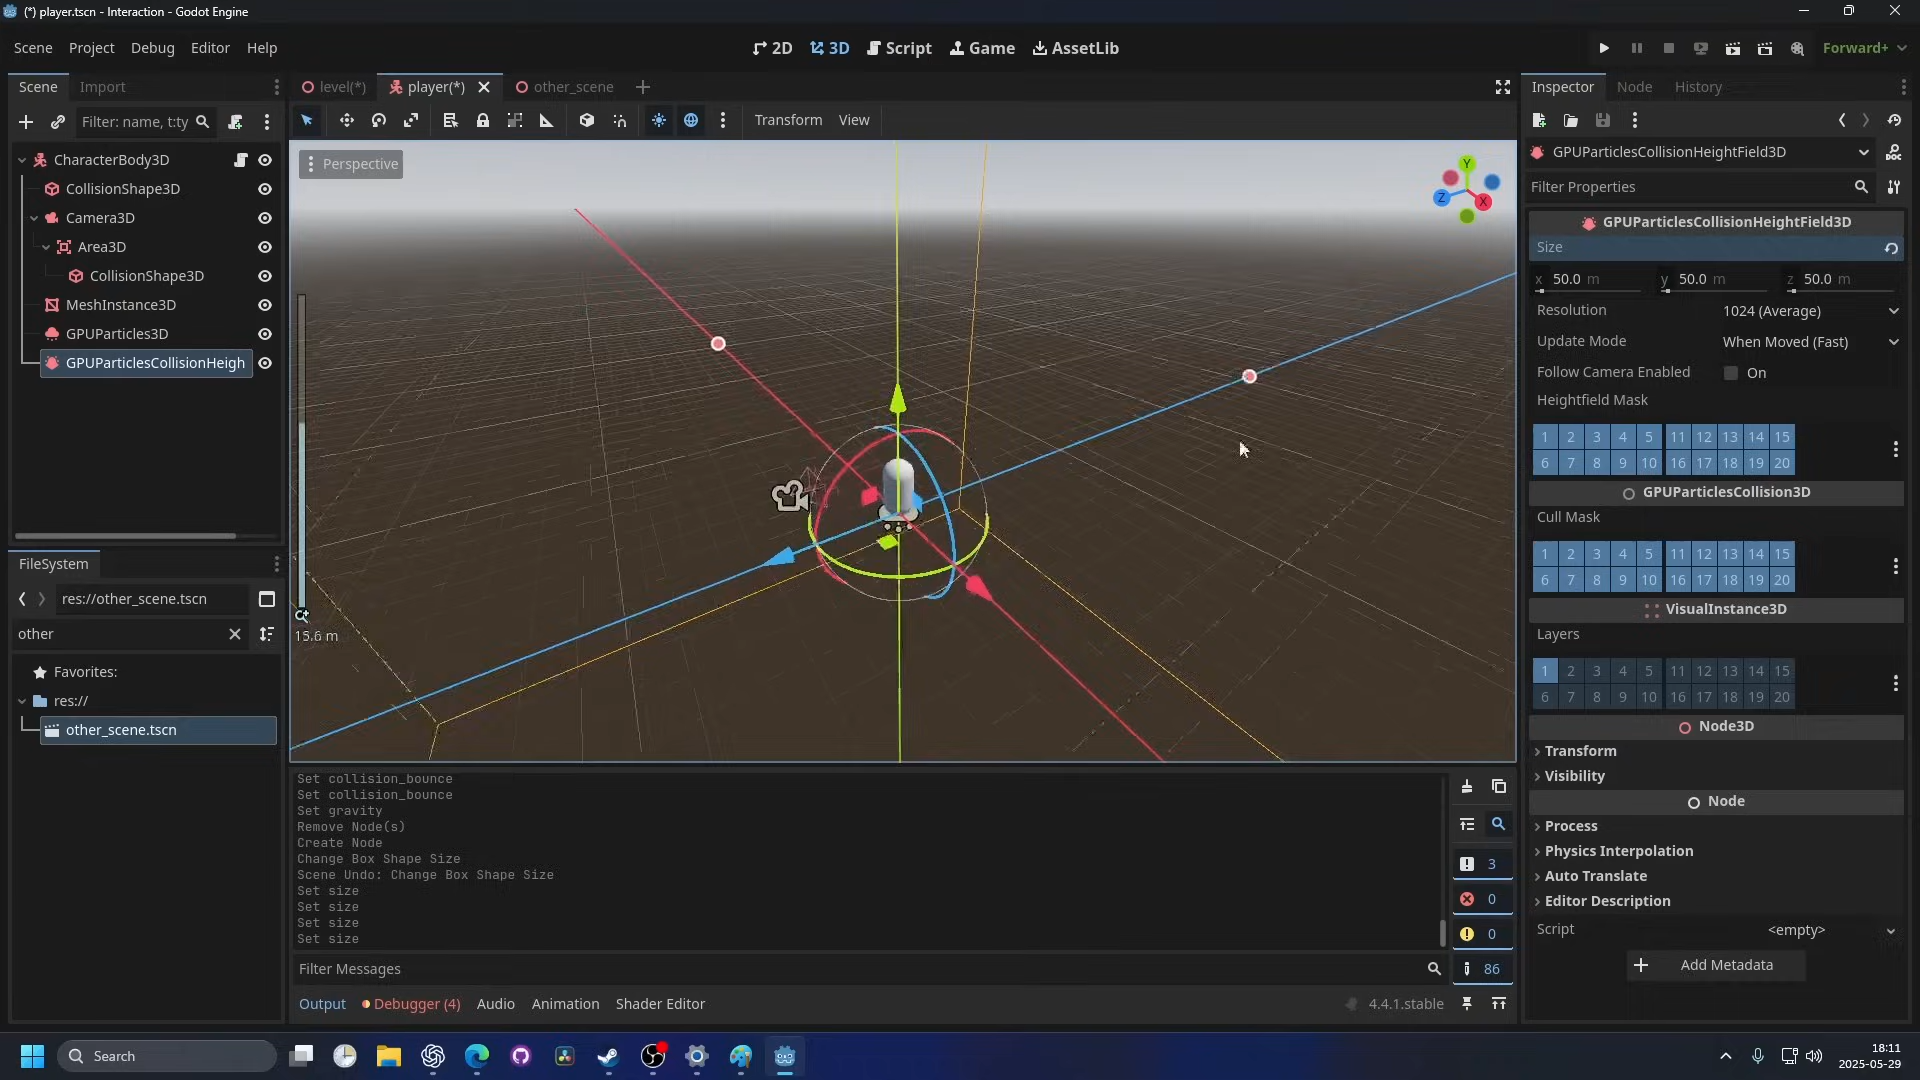 (*) player.tscn - Interaction - Godot Engine
Scene Project Debug Editor Help
2D 3D Script Game AssetLib
Forward+
Scene Import
level(*) player(*) other_scene
Inspector Node History
Filter: name, t:ty
Transform View
CharacterBody3D
CollisionShape3D
Camera3D
Area3D
CollisionShape3D
MeshInstance3D
GPUParticles3D
GPUParticlesCollisionHeigh
Perspective
Y
Z
X
15.6 m
GPUParticlesCollisionHeightField3D
Filter Properties
GPUParticlesCollisionHeightField3D
Size
x 50.0 m y 50.0 m z 50.0 m
Resolution 1024 (Average)
Update Mode When Moved (Fast)
Follow Camera Enabled On
Heightfield Mask
1 2 3 4 5 11 12 13 14 15
6 7 8 9 10 16 17 18 19 20
GPUParticlesCollision3D
Cull Mask
1 2 3 4 5 11 12 13 14 15
6 7 8 9 10 16 17 18 19 20
VisualInstance3D
Layers
1 2 3 4 5 11 12 13 14 15
6 7 8 9 10 16 17 18 19 20
Node3D
Transform
Visibility
Node
Process
Physics Interpolation
Auto Translate
Editor Description
Script <empty>
Add Metadata
FileSystem
res://other_scene.tscn
other
Favorites:
res://
other_scene.tscn
Set collision_bounce
Set collision_bounce
Set gravity
Remove Node(s)
Create Node
Change Box Shape Size
Scene Undo: Change Box Shape Size
Set size
Set size
Set size
Set size
3
0
0
86
Filter Messages
Output Debugger (4) Audio Animation Shader Editor
4.4.1.stable
Search
18:11
2025-05-29